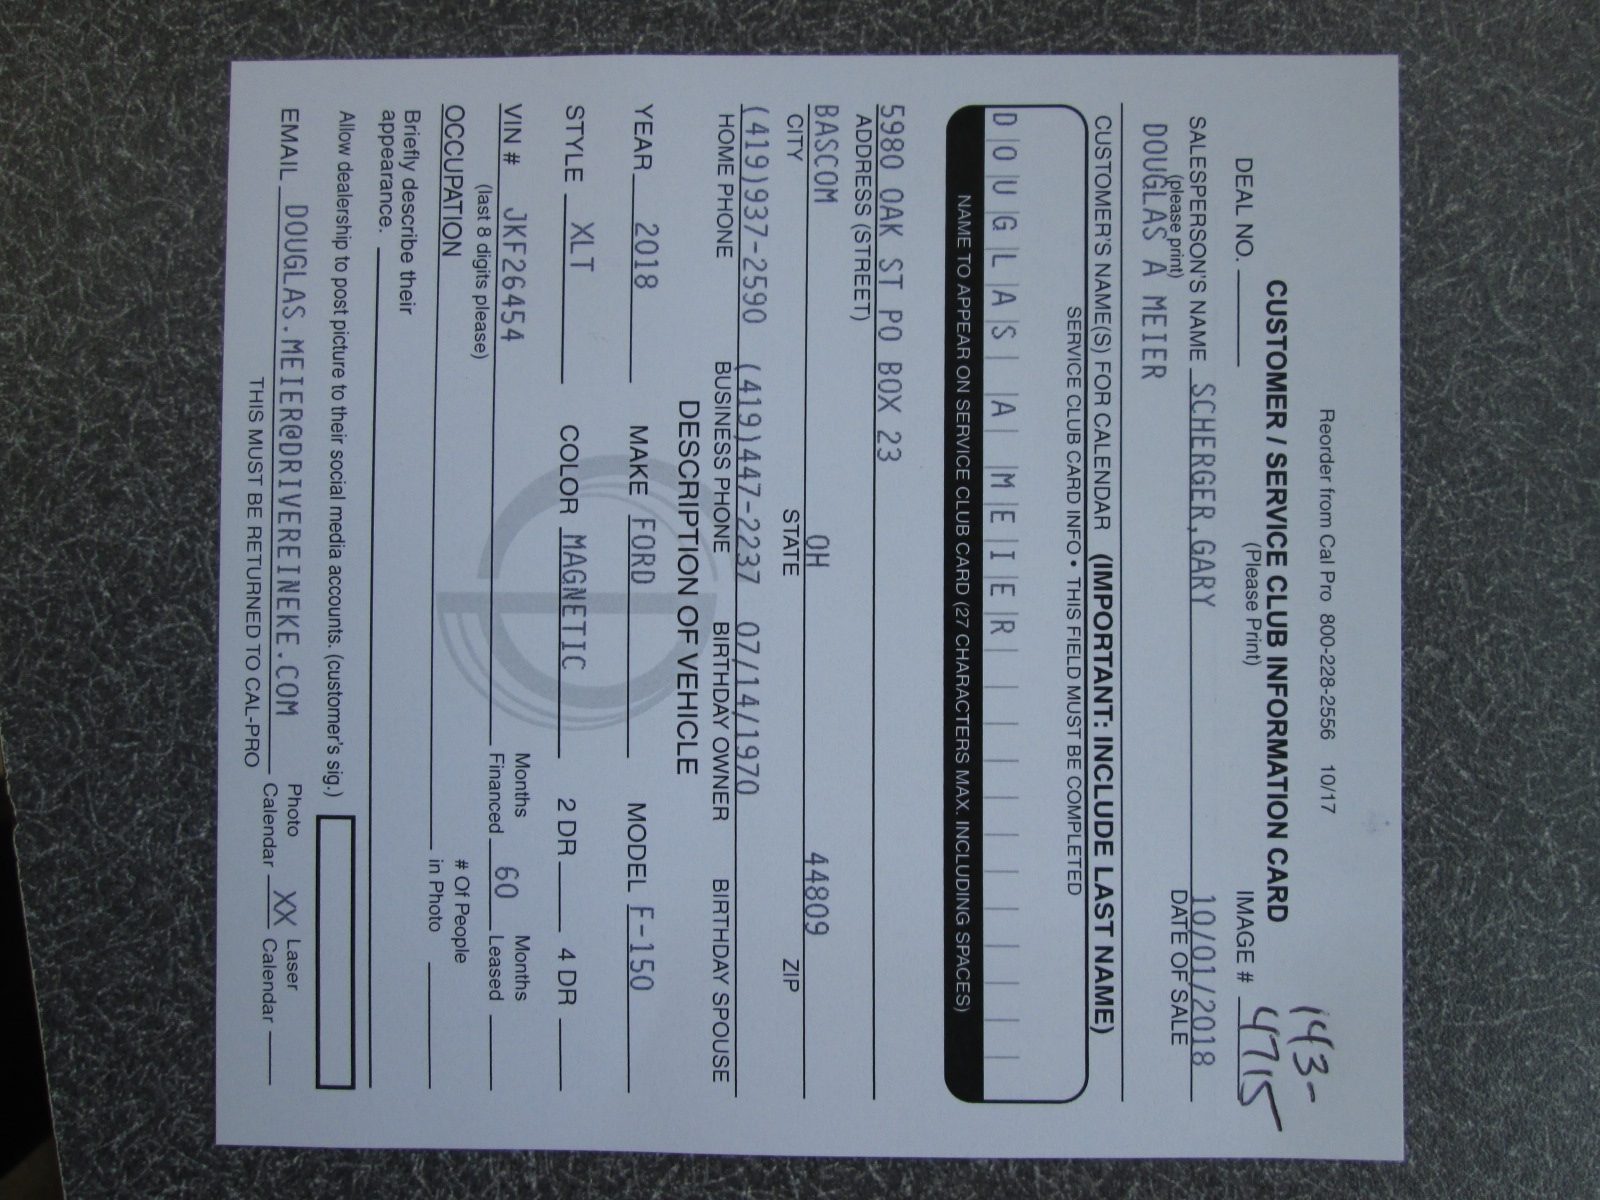 Reorder from Cal Pro 800-228-2556 10/17
CUSTOMER / SERVICE CLUB INFORMATION CARD
(Please Print)
143-
DEAL NO. IMAGE # 4715
SALESPERSON'S NAME SCHERGER,GARY 10/01/2018
(please print) DATE OF SALE
DOUGLAS A MEIER
CUSTOMER'S NAME(S) FOR CALENDAR (IMPORTANT: INCLUDE LAST NAME)
SERVICE CLUB CARD INFO • THIS FIELD MUST BE COMPLETED
DOUGLAS A MEIER
NAME TO APPEAR ON SERVICE CLUB CARD (27 CHARACTERS MAX. INCLUDING SPACES)
5980 OAK ST PO BOX 23
ADDRESS (STREET)
BASCOM OH 44809
CITY STATE ZIP
(419)937-2590 (419)447-2237 07/14/1970
HOME PHONE BUSINESS PHONE BIRTHDAY OWNER BIRTHDAY SPOUSE
DESCRIPTION OF VEHICLE
YEAR 2018 MAKE FORD MODEL F-150
STYLE XLT COLOR MAGNETIC 2 DR 4 DR
VIN # JKF26454 Months Financed 60 Months Leased
(last 8 digits please)
OCCUPATION # Of People in Photo
Briefly describe their
appearance.
Allow dealership to post picture to their social media accounts. (customer's sig.)
EMAIL DOUGLAS.MEIER@DRIVEREINEKE.COM Photo Calendar XX Laser Calendar
THIS MUST BE RETURNED TO CAL-PRO